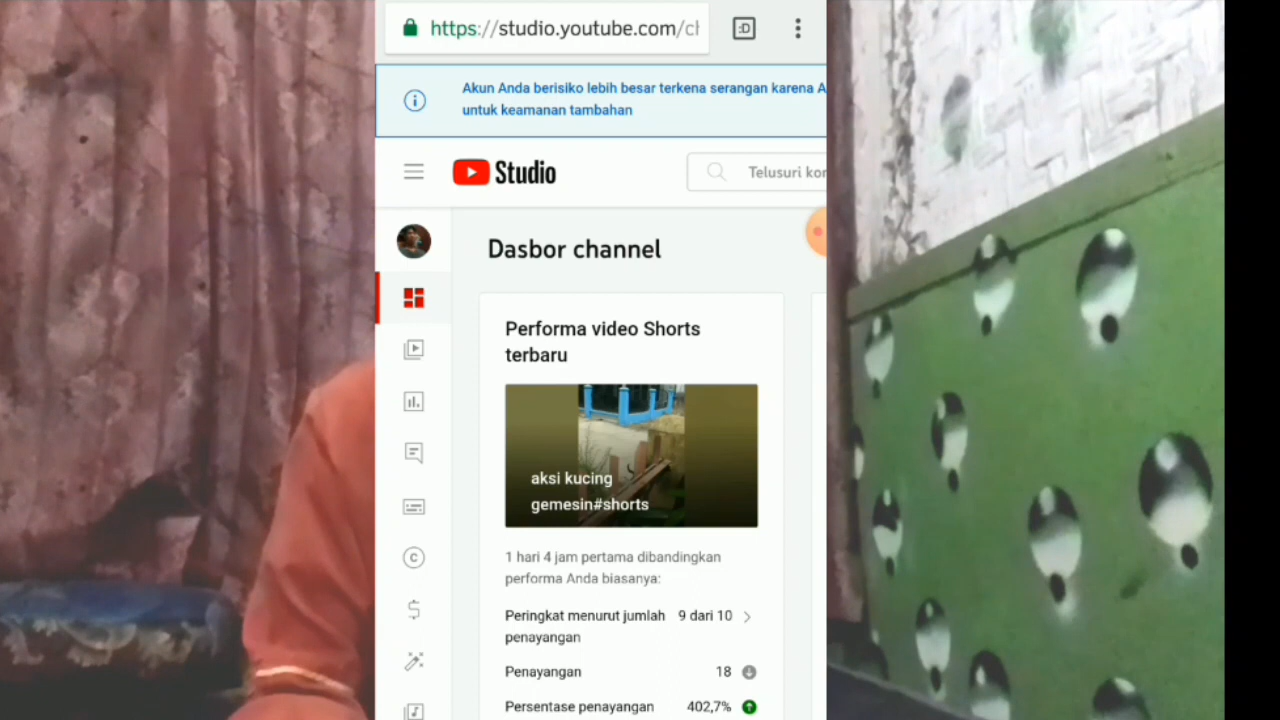 https://studio.youtube.com/cl
Akun Anda berisiko lebih besar terkena serangan karena A
untuk keamanan tambahan
Studio
Telusuri kor
Dasbor channel
Performa video Shorts
terbaru
aksi kucing
gemesin#shorts
1 hari 4 jam pertama dibandingkan
performa Anda biasanya:
Peringkat menurut jumlah 9 dari 10
penayangan
Penayangan 18
Persentase penayangan 402,7%